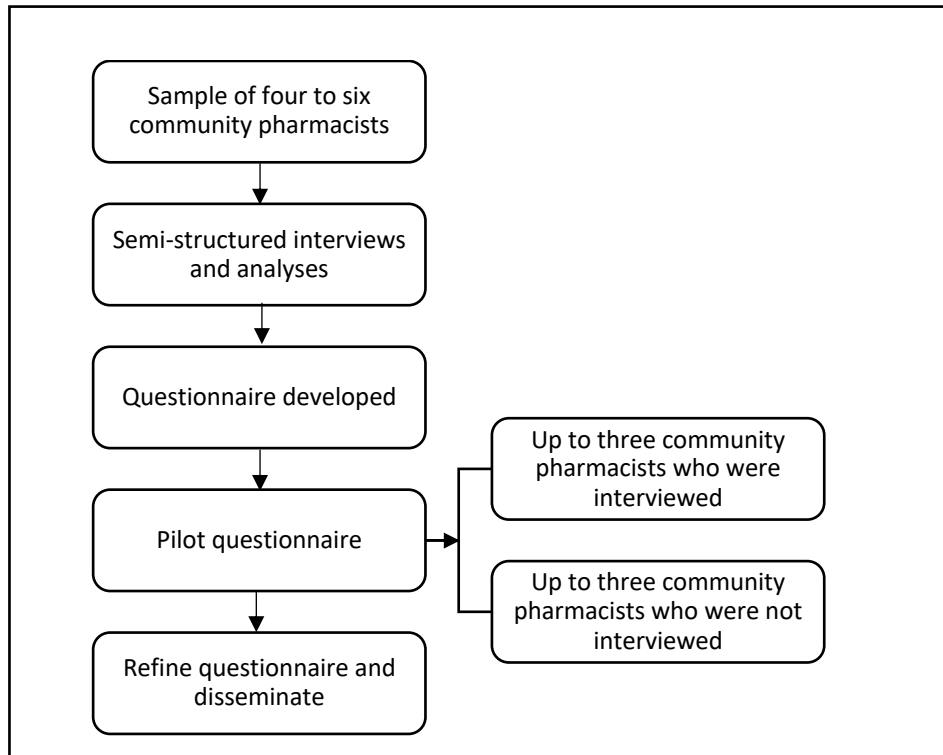 Sample of four to six
community pharmacists
Semi-structured interviews
and analyses
Questionnaire developed
Pilot questionnaire
Up to three community
pharmacists who were
interviewed
Up to three community
pharmacists who were not
interviewed
Refine questionnaire and
disseminate